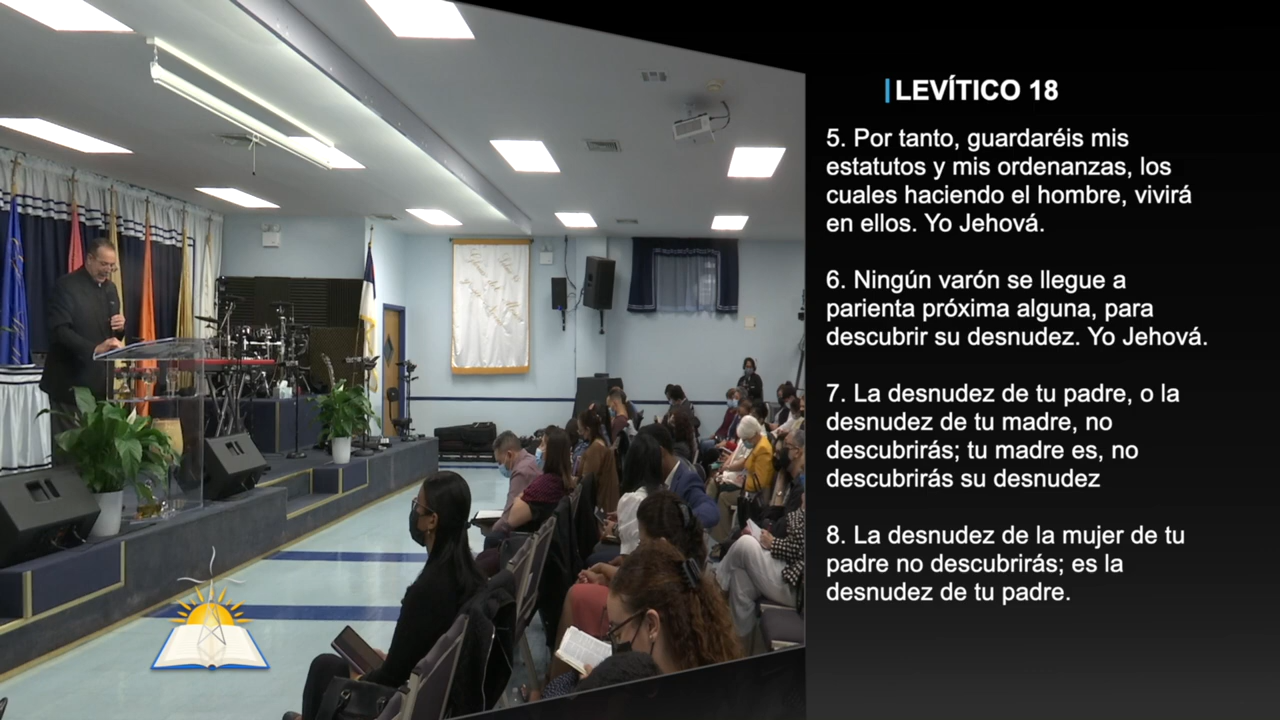 LEVÍTICO 18
5. Por tanto, guardaréis mis
estatutos y mis ordenanzas, los
cuales haciendo el hombre, vivirá
en ellos. Yo Jehová.
6. Ningún varón se llegue a
parienta próxima alguna, para
descubrir su desnudez. Yo Jehová.
7. La desnudez de tu padre, o la
desnudez de tu madre, no
descubrirás; tu madre es, no
descubrirás su desnudez
8. La desnudez de la mujer de tu
padre no descubrirás; es la
desnudez de tu padre.